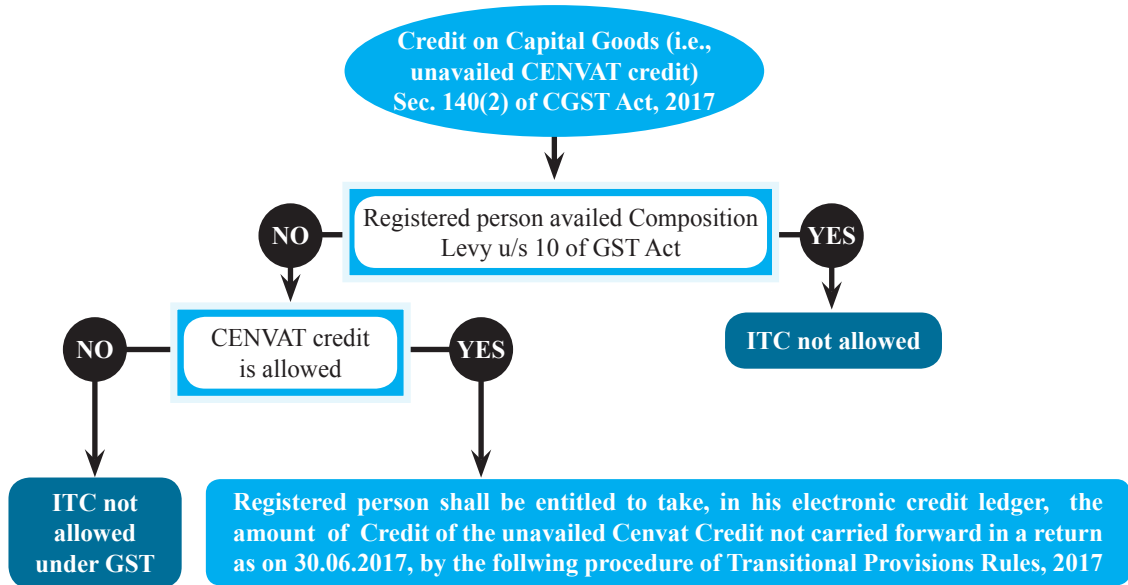 Credit on Capital Goods (i.e.,
unavailed CENVAT credit)
Sec. 140(2) of CGST Act, 2017
Registered person availed Composition
Levy u/s 10 of GST Act
NO
YES
CENVAT credit
is allowed
NO
YES
ITC not allowed
ITC not
allowed
under GST
Registered person shall be entitled to take, in his electronic credit ledger, the
amount of Credit of the unavailed Cenvat Credit not carried forward in a return
as on 30.06.2017, by the follwing procedure of Transitional Provisions Rules, 2017